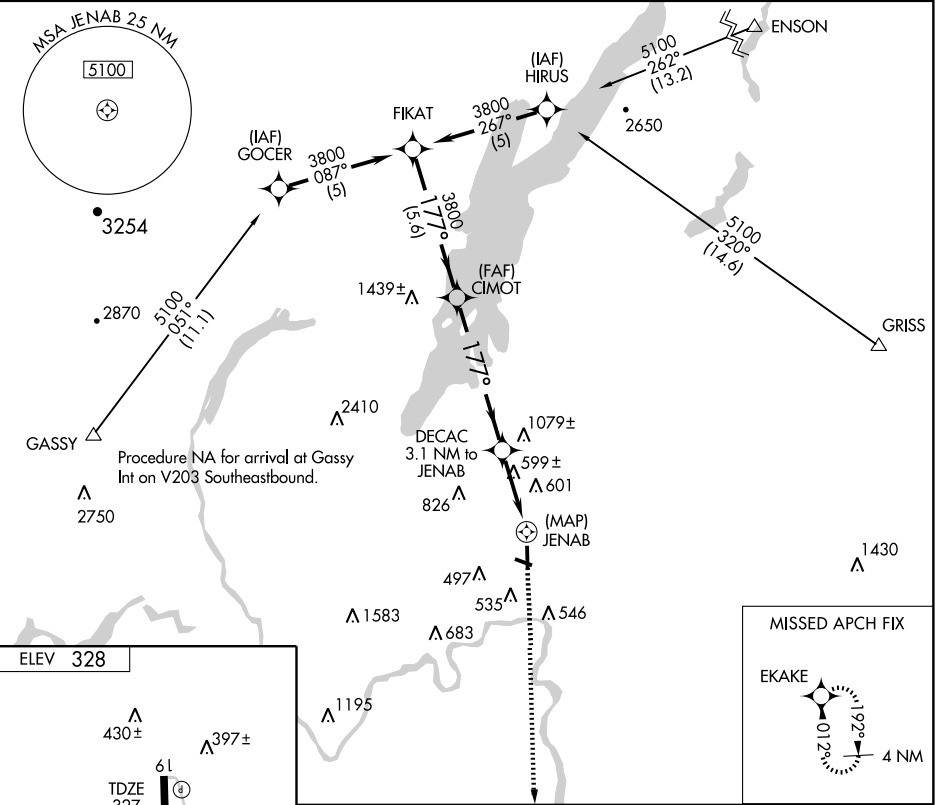 MSA JENAB 25 NM
5100
ENSON
5100
262°
(13.2)
(IAF)
HIRUS
3800
267°
(5)
2650
FIKAT
(IAF)
GOCER
3800
087°
(5)
3254
3800
177°
(5.6)
5100
320°
(14.6)
(FAF)
CIMOT
1439±
2870
5100
051°
(11.1)
GRISS
177°
2410
GASSY
Procedure NA for arrival at Gassy
Int on V203 Southeastbound.
DECAC
3.1 NM to
JENAB
1079±
599±
601
826
2750
(MAP)
JENAB
1430
497
535
546
1583
683
MISSED APCH FIX
EKAKE
192°
012°
4 NM
ELEV 328
1195
430±
397±
19
P
TDZE
327